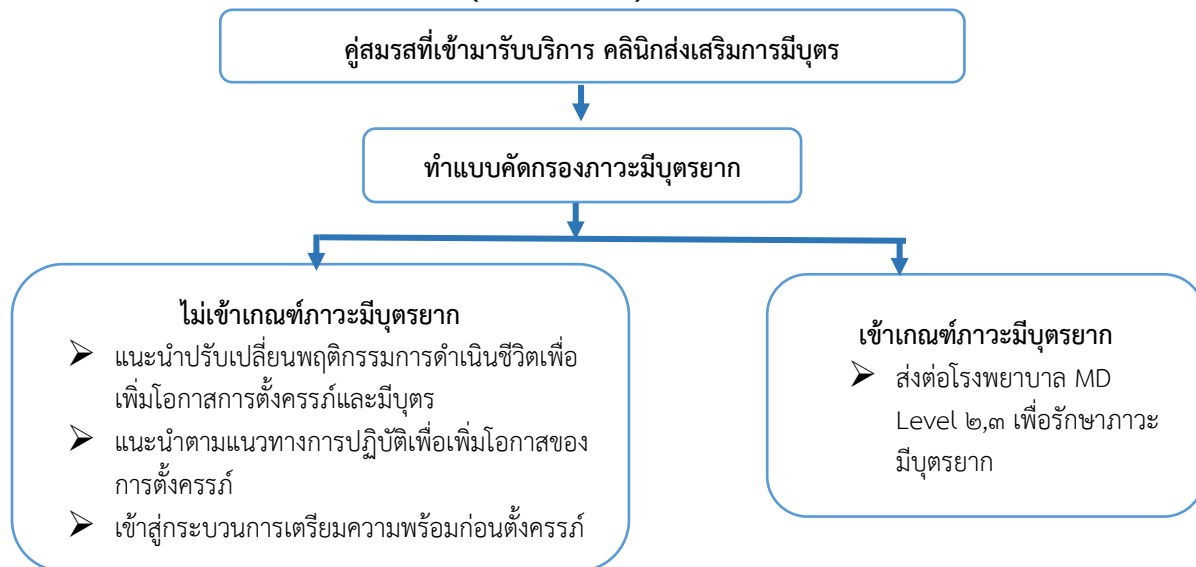 คู่สมรสที่เข้ามารับบริการ คลินิกส่งเสริมการมีบุตร
ทำแบบคัดกรองภาวะมีบุตรยาก
ไม่เข้าเกณฑ์ภาวะมีบุตรยาก
➢ แนะนำปรับเปลี่ยนพฤติกรรมการดำเนินชีวิตเพื่อ
เพิ่มโอกาสการตั้งครรภ์และมีบุตร
➢ แนะนำตามแนวทางการปฏิบัติเพื่อเพิ่มโอกาสของ
การตั้งครรภ์
➢ เข้าสู่กระบวนการเตรียมความพร้อมก่อนตั้งครรภ์
เข้าเกณฑ์ภาวะมีบุตรยาก
➢ ส่งต่อโรงพยาบาล MD
Level ๒,๓ เพื่อรักษาภาวะ
มีบุตรยาก